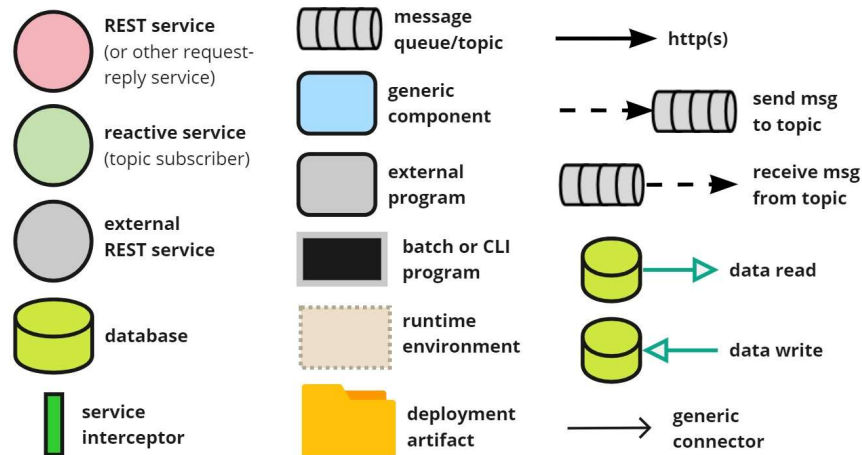 REST service
(or other request-
reply service)
reactive service
(topic subscriber)
external
REST service
database
service
interceptor
message
queue/topic
generic
component
external
program
batch or CLI
program
runtime
environment
deployment
artifact
http(s)
send msg
to topic
receive msg
from topic
data read
data write
generic
connector